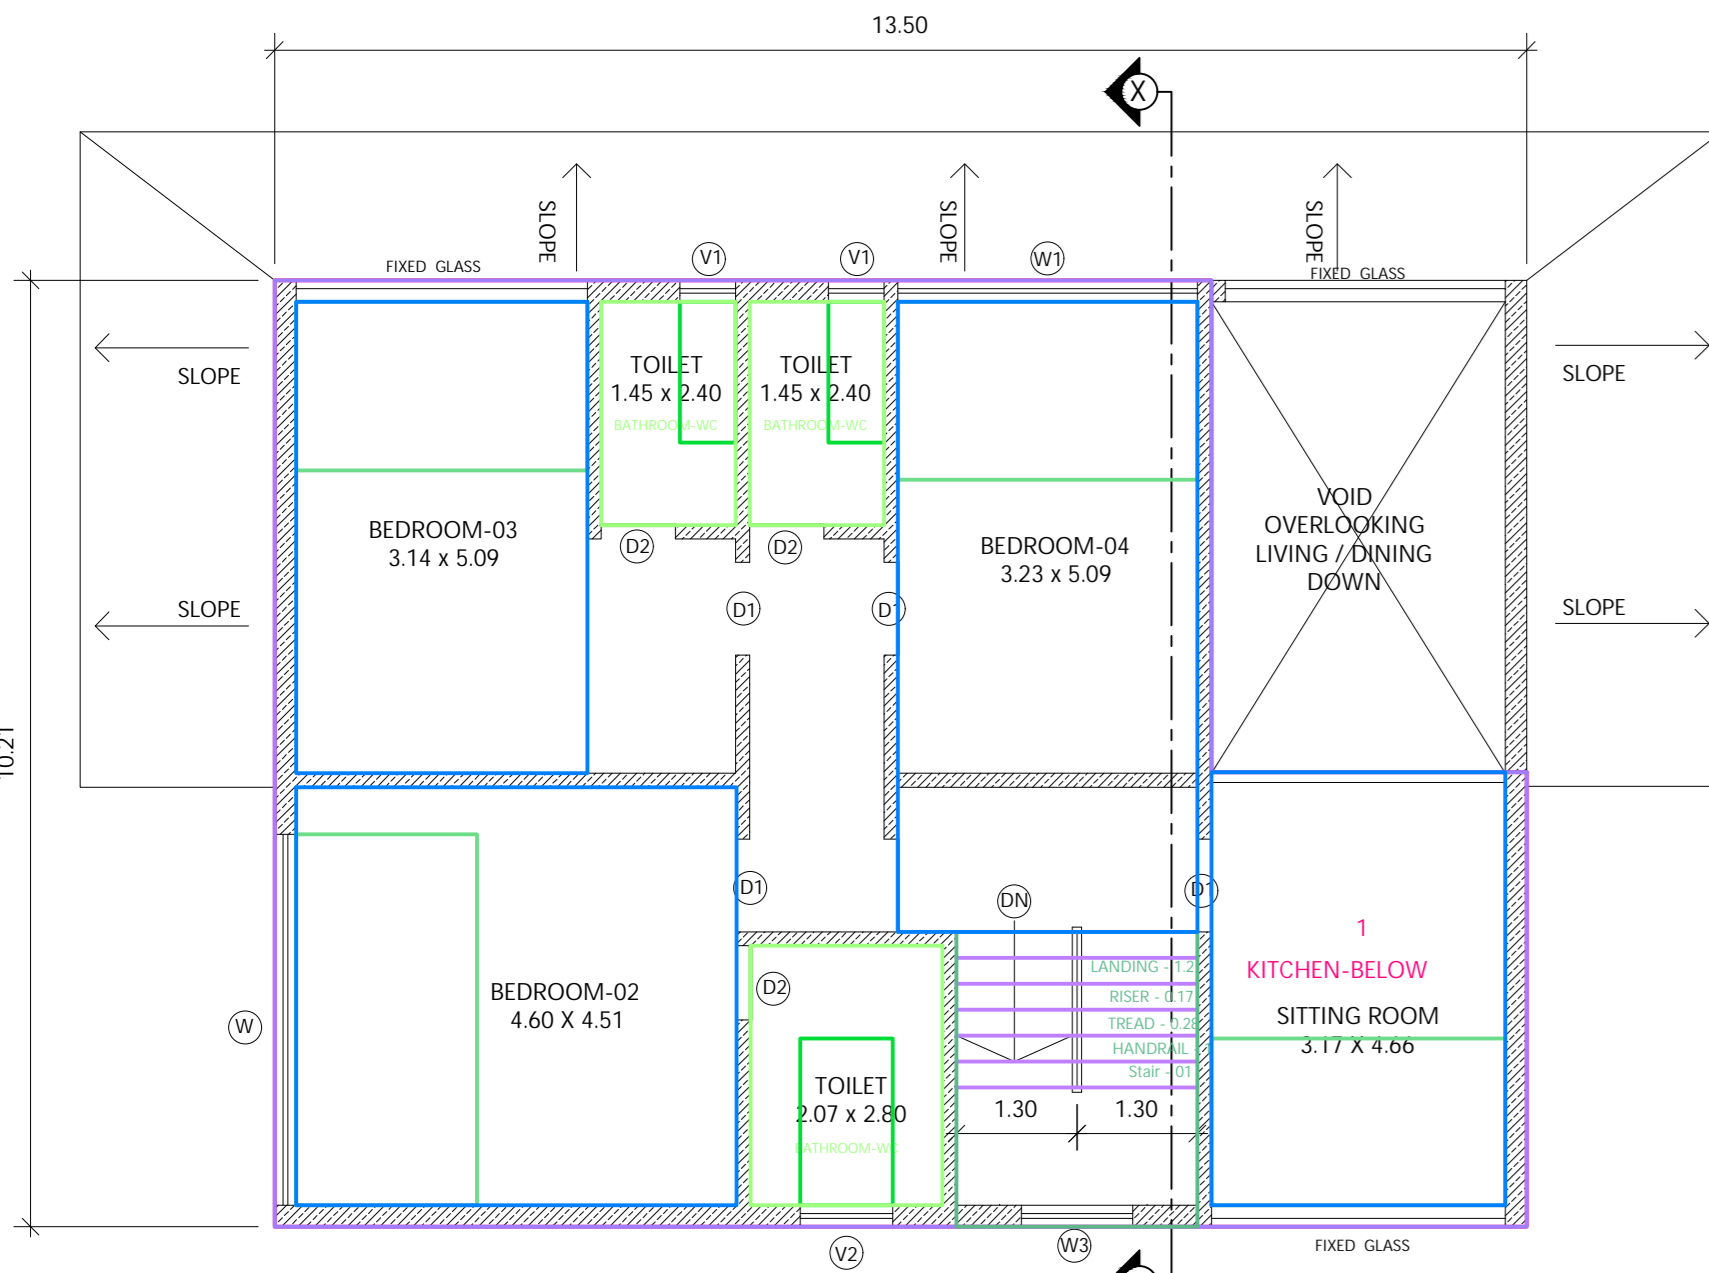 13.50
X
SLOPE
SLOPE
SLOPE
FIXED GLASS
V1
V1
W1
FIXED GLASS
SLOPE
SLOPE
TOILET
1.45 x 2.40
BATHROOM-WC
TOILET
1.45 x 2.40
BATHROOM-WC
BEDROOM-03
3.14 x 5.09
D2
D2
BEDROOM-04
3.23 x 5.09
VOID
OVERLOOKING
LIVING / DINING
DOWN
SLOPE
SLOPE
D1
D1
10.21
D1
DN
D1
1
KITCHEN-BELOW
SITTING ROOM
3.17 X 4.66
BEDROOM-02
4.60 X 4.51
D2
LANDING - 1.2
RISER - 0.17
TREAD - 0.28
HANDRAIL -
Stair - 01
W
TOILET
2.07 x 2.80
BATHROOM-WC
1.30
1.30
V2
W3
FIXED GLASS